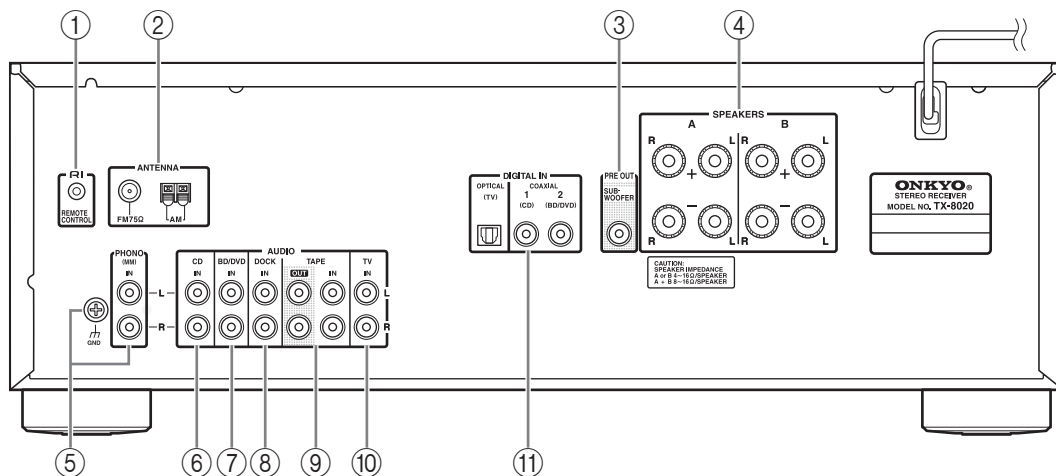 ① ② ③ ④
RI
REMOTE
CONTROL
ANTENNA
FM75Ω
AM
DIGITAL IN
OPTICAL
(TV)
COAXIAL
1
(CD)
2
(BD/DVD)
PRE OUT
SUB-
WOOFER
SPEAKERS
A B
R L R L
+ +
− −
R L R L
CAUTION:
SPEAKER IMPEDANCE
A or B 4~16Ω/SPEAKER
A + B 8~16Ω/SPEAKER
ONKYO®
STEREO RECEIVER
MODEL NO. TX-8020
GND
PHONO
(MM)
IN
L
R
AUDIO
CD
IN
BD/DVD
IN
DOCK
IN
TAPE
OUT IN
TV
IN
L
R
⑤ ⑥ ⑦ ⑧ ⑨ ⑩ ⑪